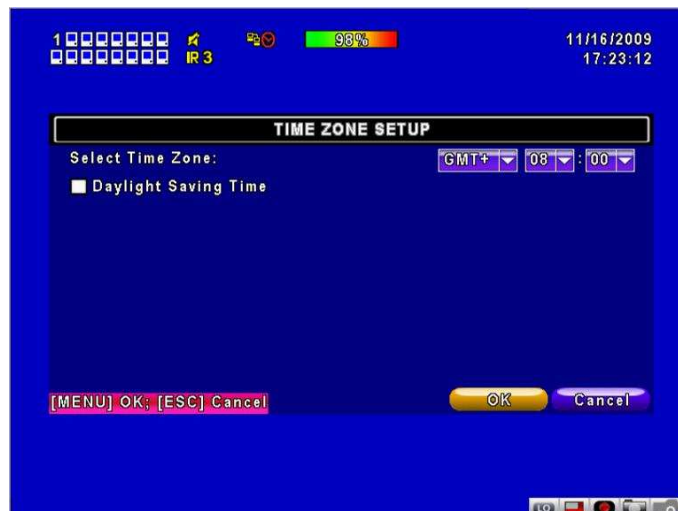 1
98%
11/16/2009
IR 3
17:23:12
TIME ZONE SETUP
Select Time Zone: GMT+ 08 : 00
Daylight Saving Time
[MENU] OK; [ESC] Cancel OK Cancel